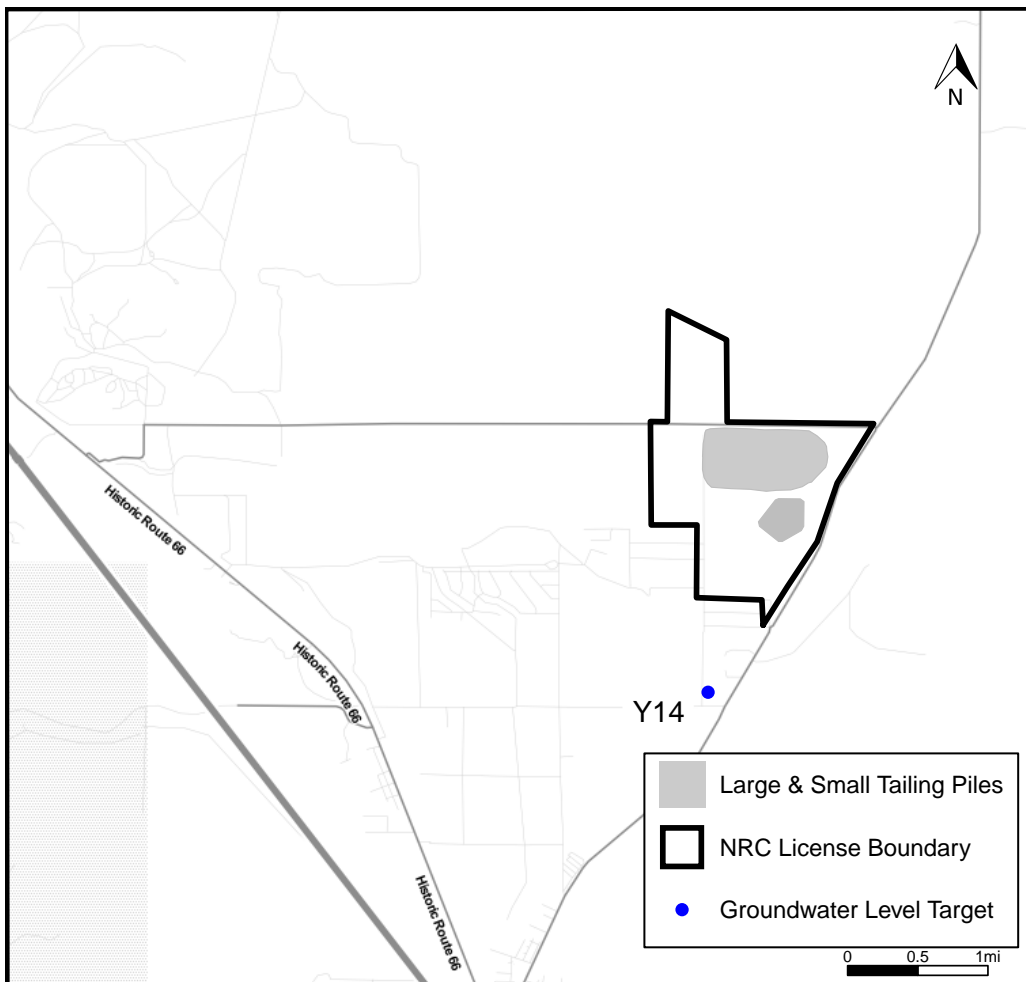 N
Historic Route 66
Historic Route 66
Y14
Large & Small Tailing Piles
NRC License Boundary
Historic Route 66
Groundwater Level Target
0 0.5 1mi